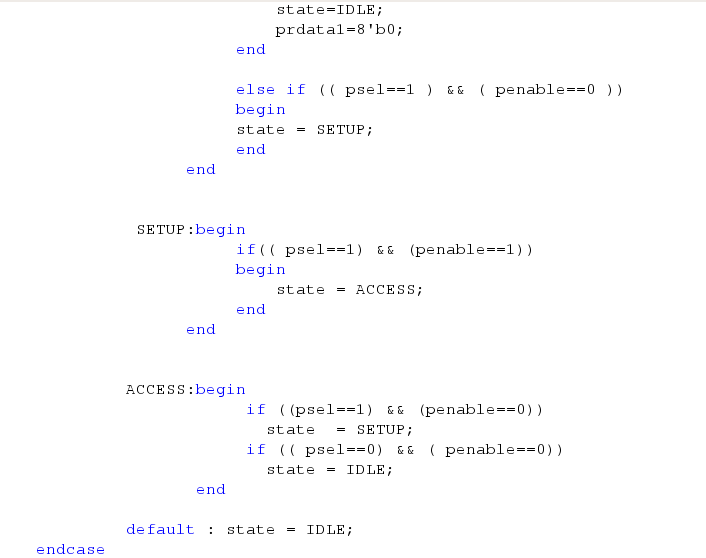 state=IDLE;
prdata1=8'b0;
end
else if (( psel==1 ) && ( penable==0 ))
begin
state = SETUP;
end
end
SETUP:begin
if(( psel==1) && (penable==1))
begin
state = ACCESS;
end
end
ACCESS:begin
if ((psel==1) && (penable==0))
state  = SETUP;
if (( psel==0) && ( penable==0))
state = IDLE;
end
default : state = IDLE;
endcase